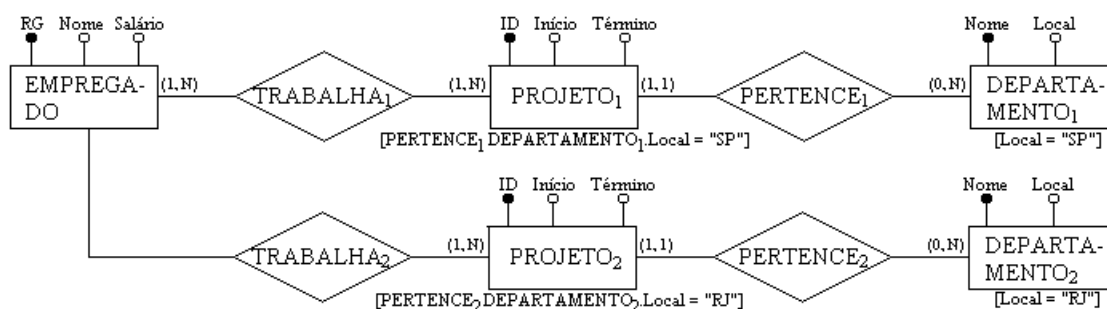 RG Nome Salário ID Início Término Nome Local
EMPREGA-
DO
(1,N)
TRABALHA1
(1,N)
PROJETO1
(1,1)
PERTENCE1
(0,N)
DEPARTA-
MENTO1
[PERTENCE1.DEPARTAMENTO1.Local = "SP"]
[Local = "SP"]
ID Início Término Nome Local
TRABALHA2
(1,N)
PROJETO2
(1,1)
PERTENCE2
(0,N)
DEPARTA-
MENTO2
[PERTENCE2.DEPARTAMENTO2.Local = "RJ"]
[Local = "RJ"]